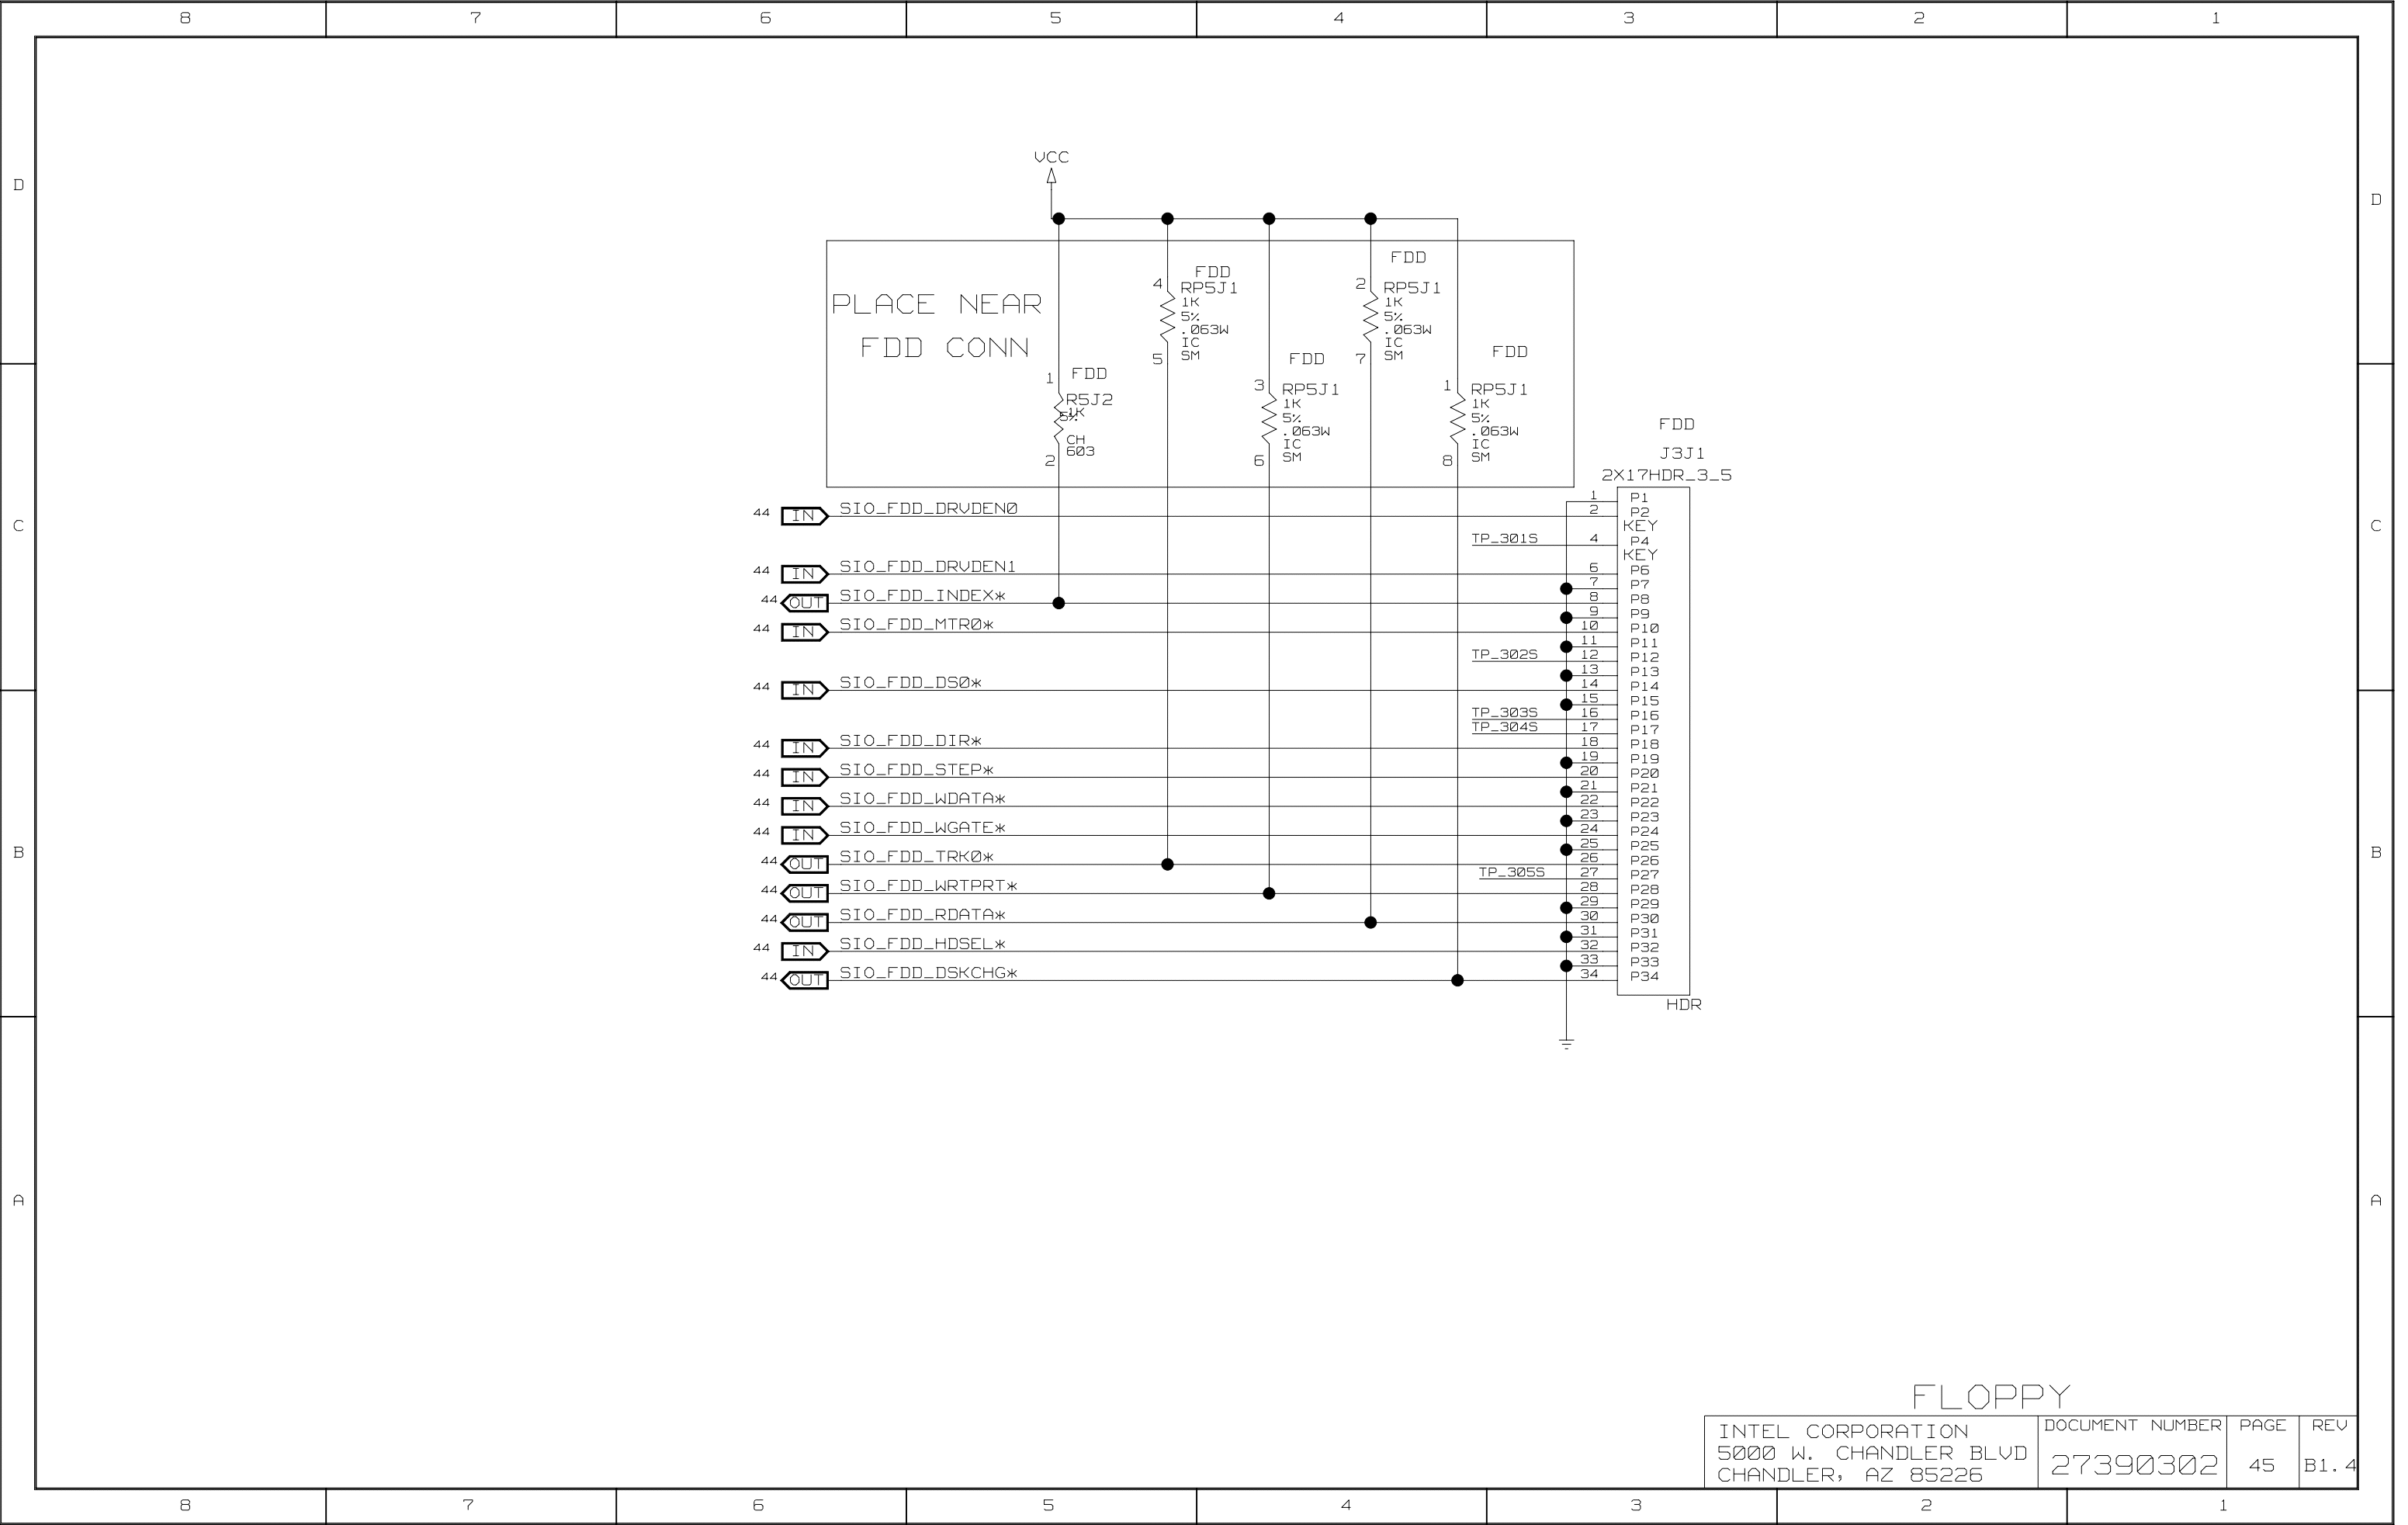 8 7 6 5 4 3 2 1
VCC
D D
FDD
FDD
4 RP5J1
1K
5%
.063W
IC
5 SM
2 RP5J1
1K
5%
.063W
IC
7 SM
PLACE NEAR
FDD CONN
1 FDD
R5J2
1K
5%
CH
603
2
FDD
3 RP5J1
1K
5%
.063W
IC
6 SM
FDD
1 RP5J1
1K
5%
.063W
IC
8 SM
FDD
J3J1
2X17HDR_3_5
1 P1
44 IN SIO_FDD_DRVDEN0 2 P2
C KEY C
TP_301S 4 P4
KEY
44 IN SIO_FDD_DRVDEN1 6 P6
7 P7
44 OUT SIO_FDD_INDEX* 8 P8
9 P9
44 IN SIO_FDD_MTR0* 10 P10
11 P11
TP_302S 12 P12
13 P13
44 IN SIO_FDD_DS0* 14 P14
15 P15
TP_303S 16 P16
TP_304S 17 P17
44 IN SIO_FDD_DIR* 18 P18
19 P19
44 IN SIO_FDD_STEP* 20 P20
21 P21
44 IN SIO_FDD_WDATA* 22 P22
23 P23
44 IN SIO_FDD_WGATE* 24 P24
B 25 P25 B
44 OUT SIO_FDD_TRK0* 26 P26
TP_305S 27 P27
44 OUT SIO_FDD_WRTPRT* 28 P28
29 P29
44 OUT SIO_FDD_RDATA* 30 P30
31 P31
44 IN SIO_FDD_HDSEL* 32 P32
33 P33
44 OUT SIO_FDD_DSKCHG* 34 P34
HDR
A A
FLOPPY
INTEL CORPORATION
5000 W. CHANDLER BLVD
CHANDLER, AZ 85226
DOCUMENT NUMBER
27390302
PAGE
45
REV
B1.4
8 7 6 5 4 3 2 1